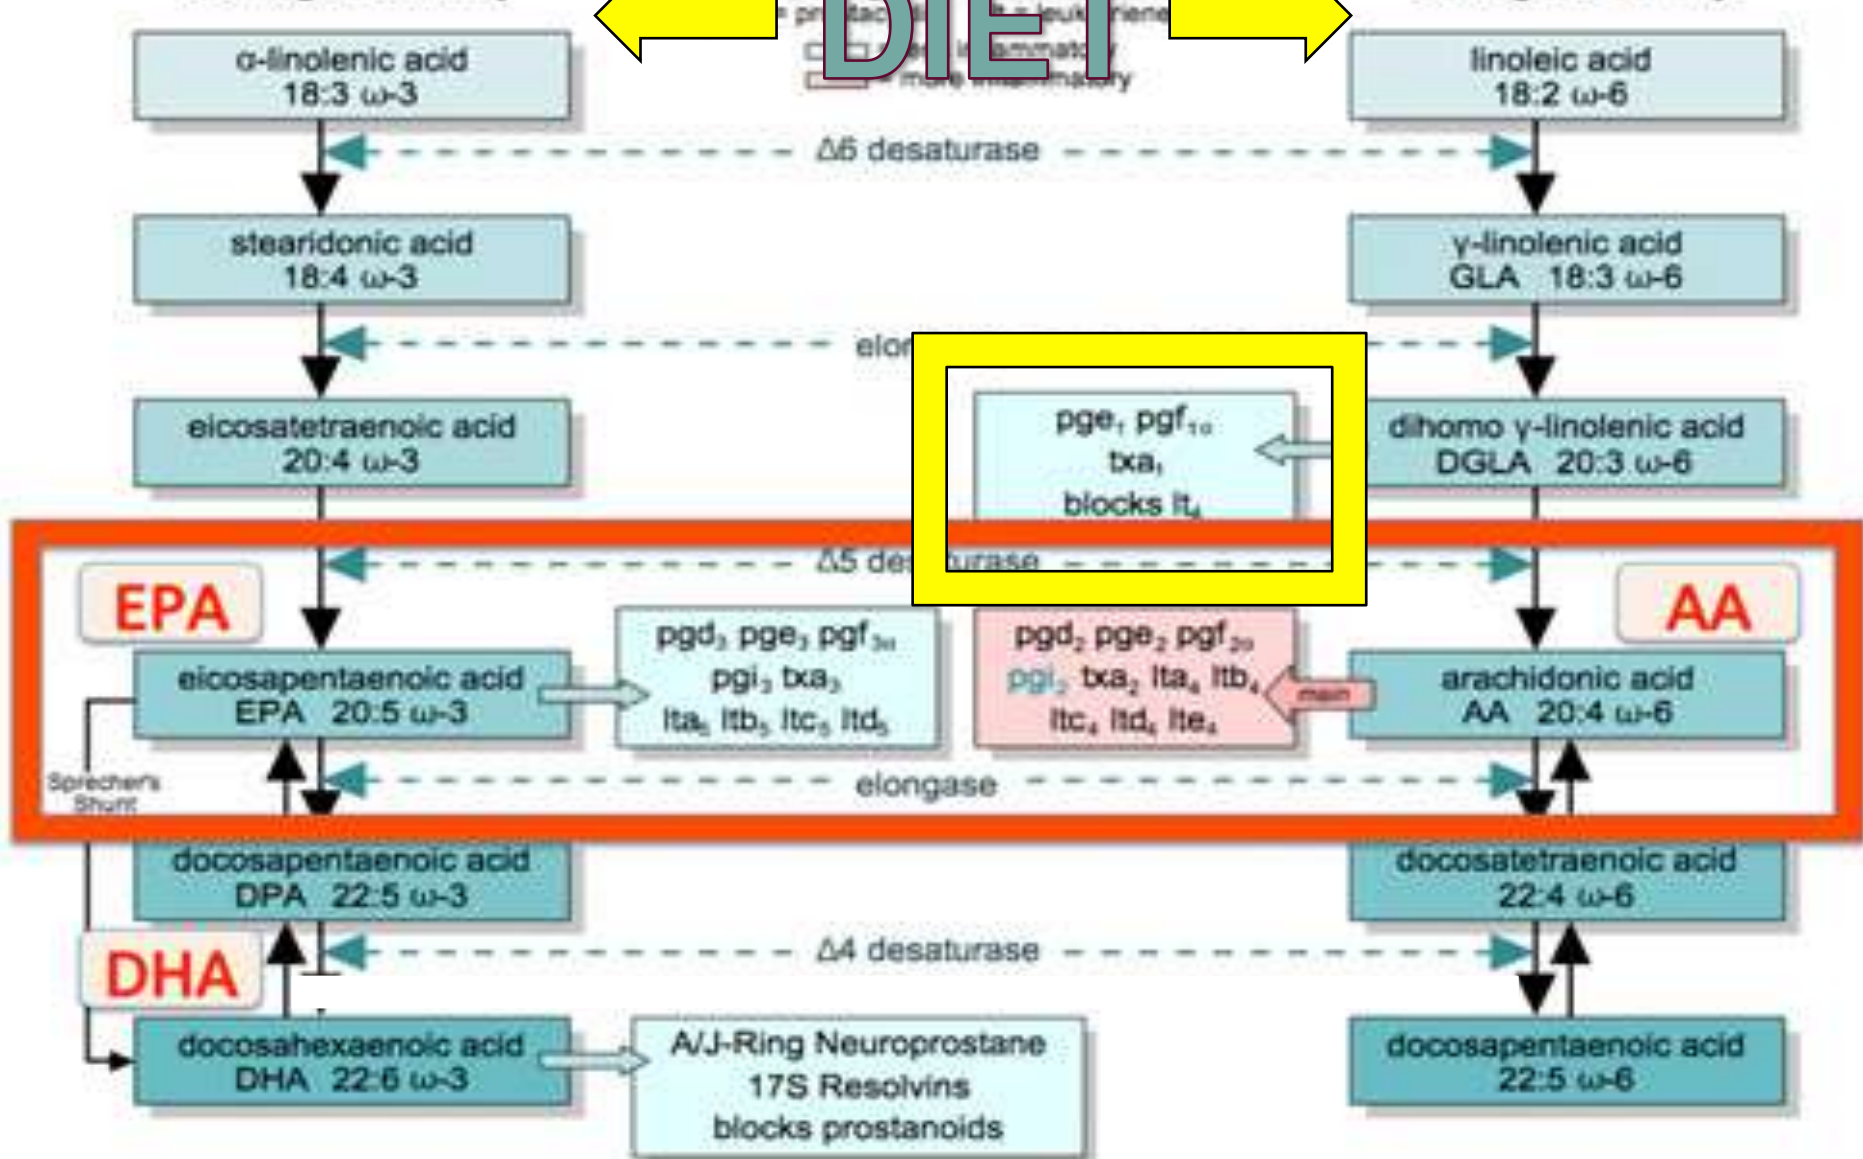 DIET
inflammatory
= more inflammatory
α-linolenic acid
18:3 ω-3
linoleic acid
18:2 ω-6
Δ6 desaturase
stearidonic acid
18:4 ω-3
γ-linolenic acid
GLA 18:3 ω-6
eicosatetraenoic acid
20:4 ω-3
pge₁ pgf₁α
txa₁
blocks lt₄
dihomo γ-linolenic acid
DGLA 20:3 ω-6
Δ5 desaturase
EPA
AA
eicosapentaenoic acid
EPA 20:5 ω-3
pgd₃ pge₃ pgf₃α
pgi₃ txa₃
lta₅ ltb₅ ltc₅ ltd₅
pgd₂ pge₂ pgf₂α
pgi₂ txa₂ lta₄ ltb₄
ltc₄ ltd₄ lte₄
main
arachidonic acid
AA 20:4 ω-6
Sprecher's
Shunt
elongase
docosapentaenoic acid
DPA 22:5 ω-3
docosatetraenoic acid
22:4 ω-6
Δ4 desaturase
DHA
docosahexaenoic acid
DHA 22:6 ω-3
A/J-Ring Neuroprostane
17S Resolvins
blocks prostanoids
docosapentaenoic acid
22:5 ω-6